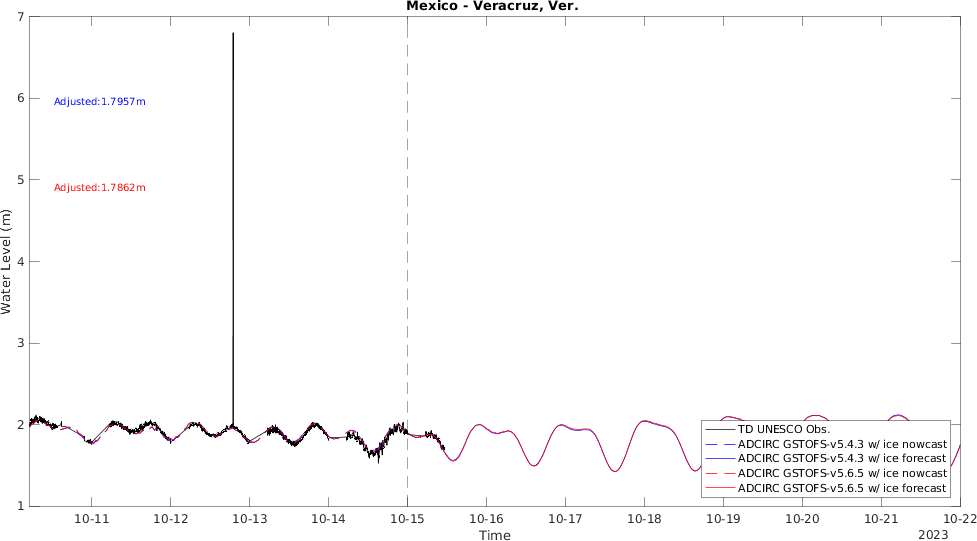 Mexico - Veracruz, Ver.
7
6
5
4
3
2
1
Water Level (m)
Adjusted:1.7957m
Adjusted:1.7862m
TD UNESCO Obs.
ADCIRC GSTOFS-v5.4.3 w/ ice nowcast
ADCIRC GSTOFS-v5.4.3 w/ ice forecast
ADCIRC GSTOFS-v5.6.5 w/ ice nowcast
ADCIRC GSTOFS-v5.6.5 w/ ice forecast
10-11 10-12 10-13 10-14 10-15 10-16 10-17 10-18 10-19 10-20 10-21 10-22
Time
2023